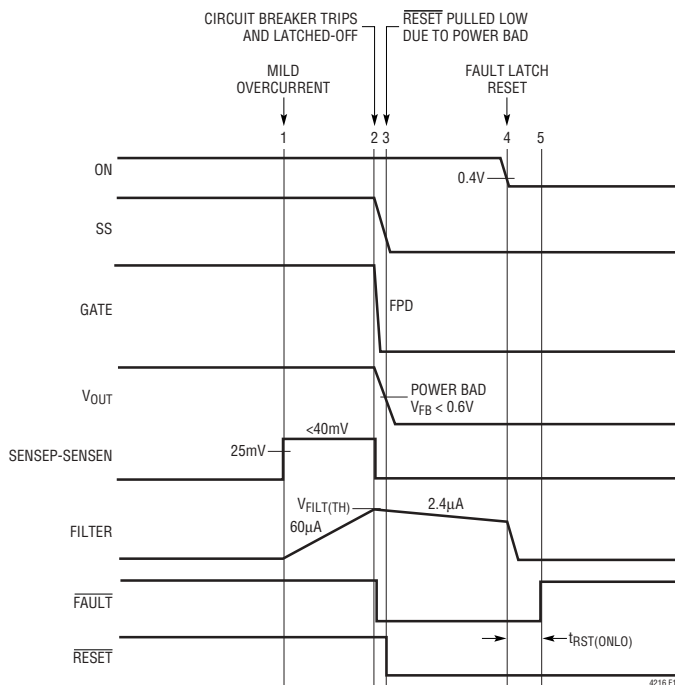 CIRCUIT BREAKER TRIPS
AND LATCHED-OFF
RESET PULLED LOW
DUE TO POWER BAD
MILD
OVERCURRENT
FAULT LATCH
RESET
1
2
3
4
5
ON
0.4V
SS
GATE
FPD
VOUT
POWER BAD
VFB < 0.6V
SENSEP-SENSEN
25mV
<40mV
FILTER
VFILT(TH)
60µA
2.4µA
FAULT
tRST(ONLO)
RESET